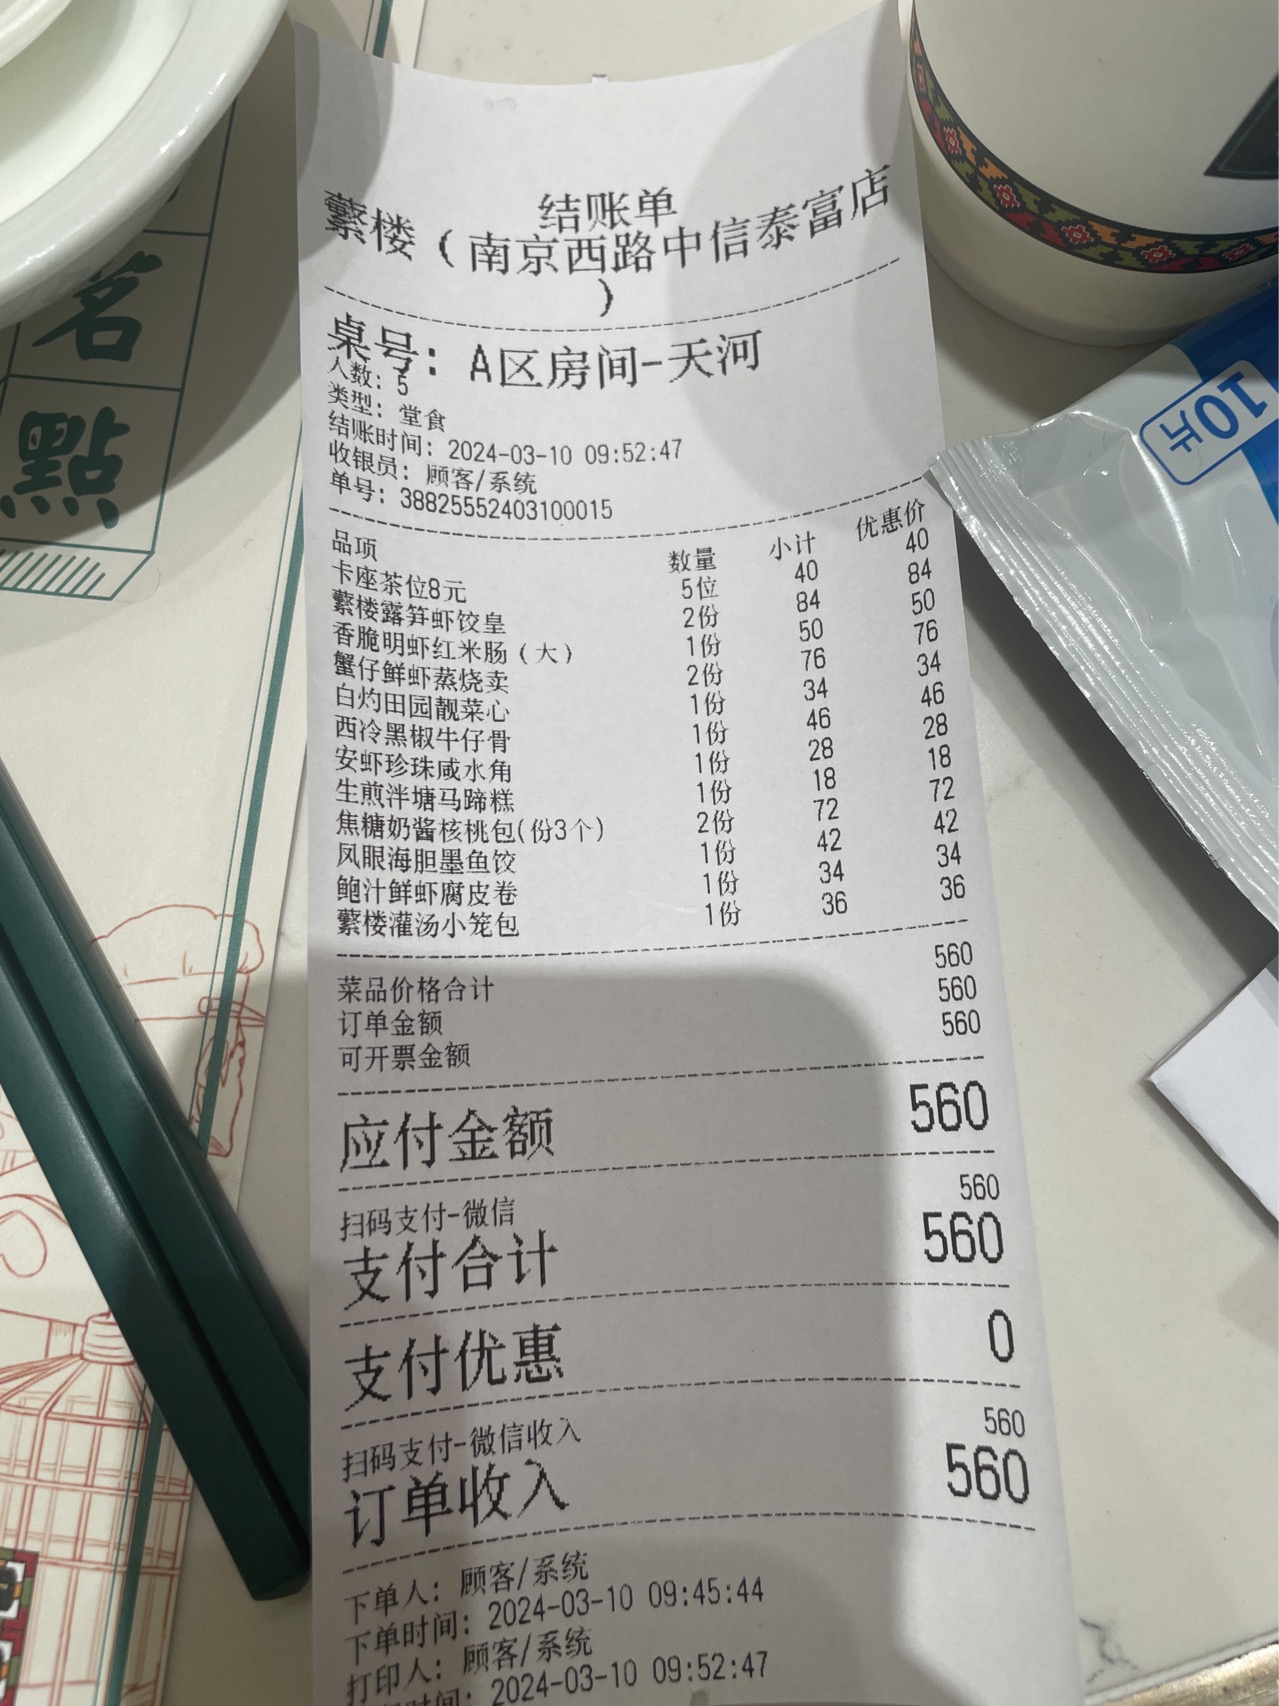 结账单
蘩楼（南京西路中信泰富店
）
桌号：A区房间-天河
人数：5
类型：堂食
结账时间：2024-03-10 09:52:47
收银员：顾客/系统
单号：38825552403100015
品项 数量 小计 优惠价
卡座茶位8元 5位 40 40
蘩楼露笋虾饺皇 2份 84 84
香脆明虾红米肠（大） 1份 50 50
蟹仔鲜虾蒸烧卖 2份 76 76
白灼田园靓菜心 1份 34 34
西冷黑椒牛仔骨 1份 46 46
安虾珍珠咸水角 1份 28 28
生煎泮塘马蹄糕 1份 18 18
焦糖奶酱核桃包(份3个) 2份 72 72
凤眼海胆墨鱼饺 1份 42 42
鲍汁鲜虾腐皮卷 1份 34 34
蘩楼灌汤小笼包 1份 36 36
菜品价格合计 560
订单金额 560
可开票金额 560
应付金额 560
扫码支付-微信 560
支付合计 560
支付优惠 0
扫码支付-微信收入 560
订单收入 560
下单人：顾客/系统
下单时间：2024-03-10 09:45:44
打印人：顾客/系统
时间：2024-03-10 09:52:47
茗
點
10片